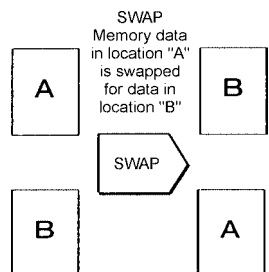 SWAP
Memory data
in location "A"
is swapped
for data in
location "B"
A
B
SWAP
B
A